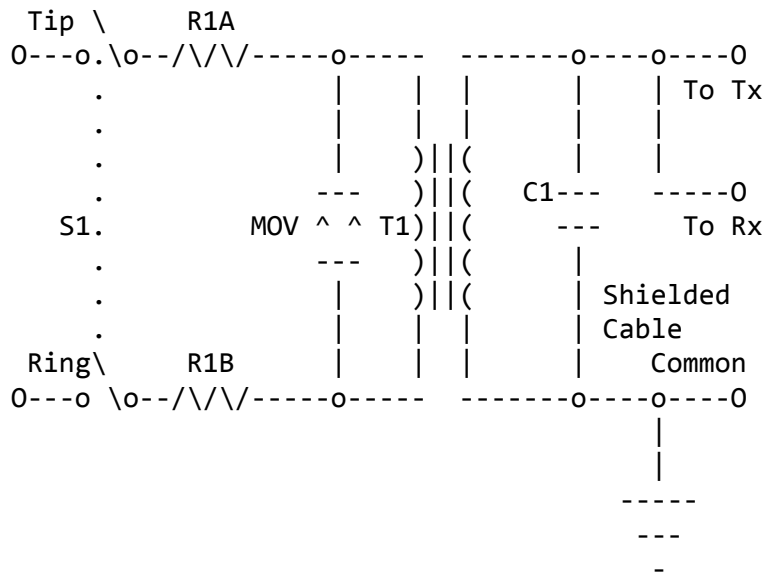 Tip \      R1A
O---o.\o--/\/\/-----o-----  -------o----o----O
     .              |    |  |      |    | To Tx
     .              |    |  |      |    |
     .              |    )||(      |    |
     .             ---   )||(   C1---  -----O
   S1.         MOV ^ ^ T1)||(     ---    To Rx
     .             ---   )||(      |
     .              |    )||(      | Shielded
     .              |    |  |      | Cable
 Ring\     R1B      |    |  |      |    Common
O---o \o--/\/\/-----o-----  -------o----o----O
                                        |
                                        |
                                      -----
                                       ---
                                        -